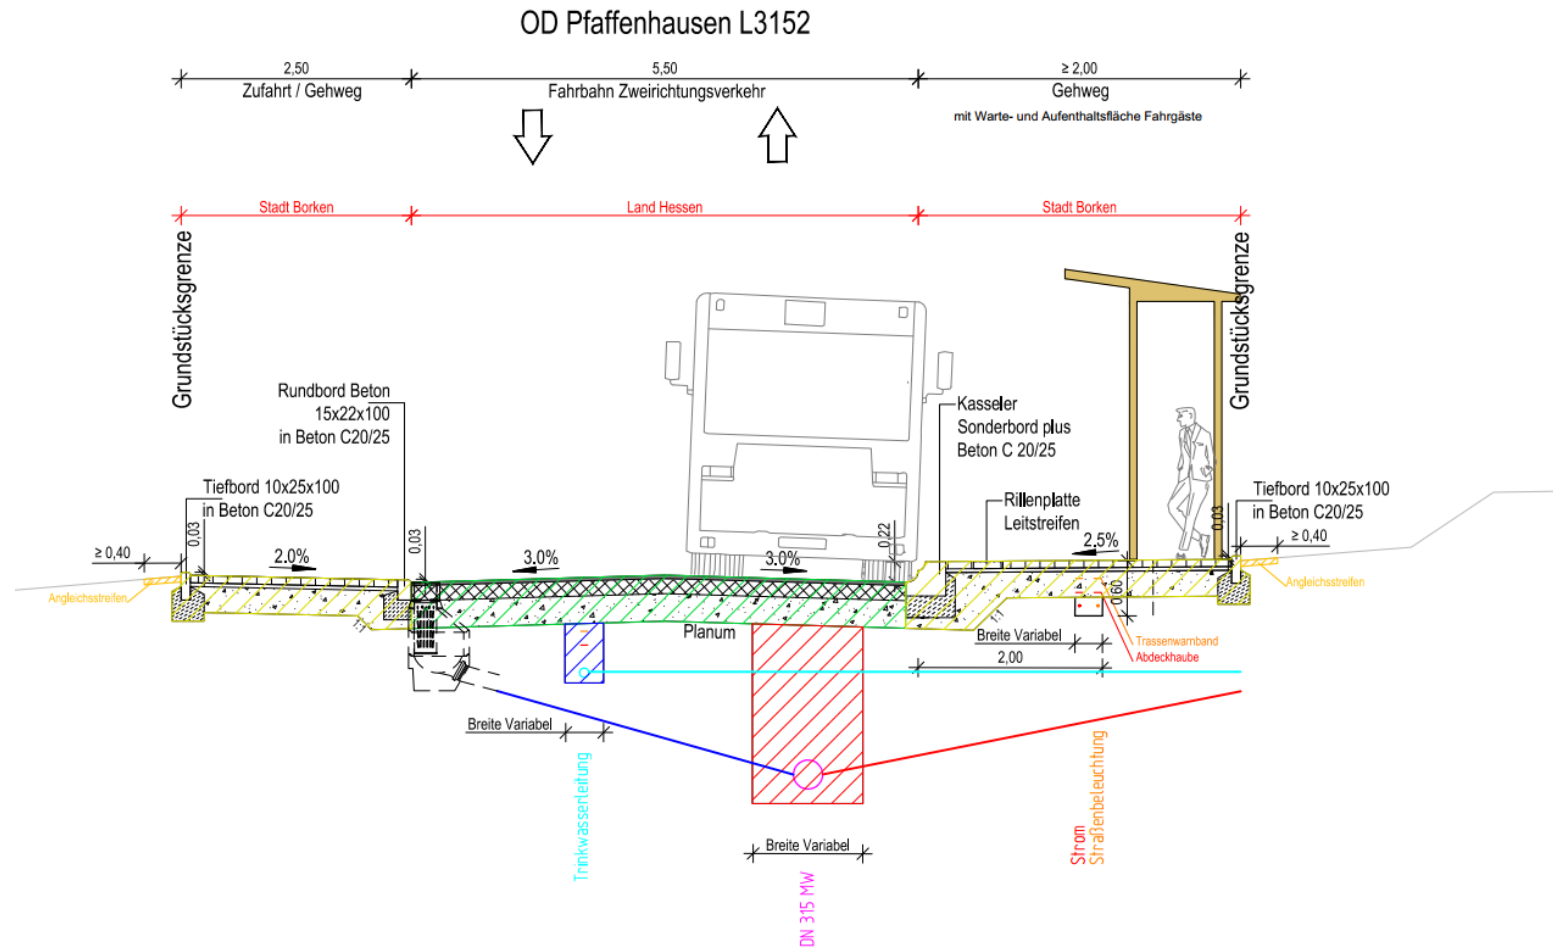 OD Pfaffenhausen L3152
2,50
5,50
≥ 2,00
Zufahrt / Gehweg
Fahrbahn Zweirichtungsverkehr
Gehweg
mit Warte- und Aufenthaltsfläche Fahrgäste
Stadt Borken
Land Hessen
Stadt Borken
Grundstücksgrenze
Grundstücksgrenze
Rundbord Beton
15x22x100
in Beton C20/25
Kasseler
Sonderbord plus
Beton C 20/25
Tiefbord 10x25x100
in Beton C20/25
Rillenplatte
Leitstreifen
Tiefbord 10x25x100
in Beton C20/25
0,03
0,03
0,22
0,03
≥ 0,40
2.0%
3.0%
3.0%
2.5%
≥ 0,40
Angleichsstreifen
Angleichsstreifen
0,60
1:1
1:1
Planum
Breite Variabel
Trassenwarnband
Abdeckhaube
2,00
Breite Variabel
Trinkwasserleitung
Breite Variabel
Strom
Straßenbeleuchtung
DN 315 MW